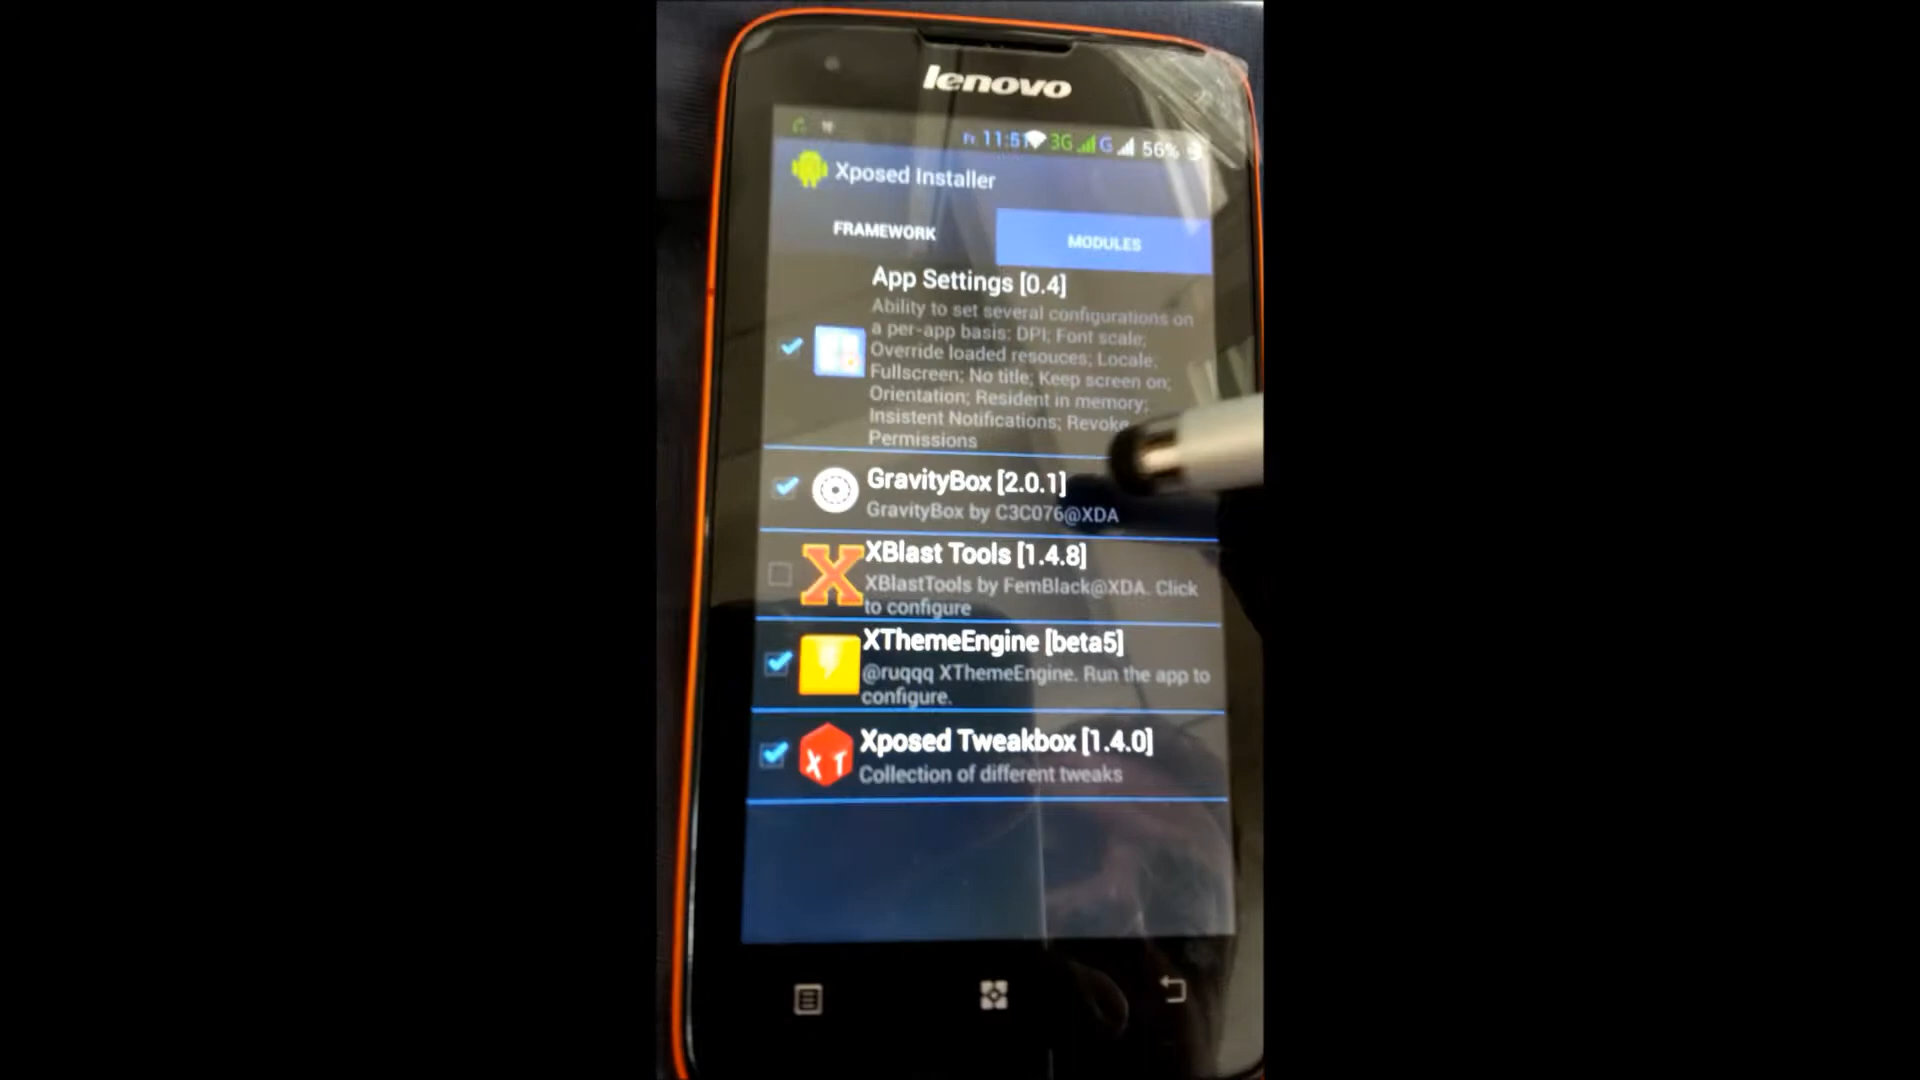 lenovo
11:51 3G G 56%
Xposed Installer
FRAMEWORK
MODULES
App Settings [0.4]
Ability to set several configurations on
a per-app basis: DPI; Font scale;
Override loaded resouces; Locale;
Fullscreen; No title; Keep screen on;
Orientation; Resident in memory;
Insistent Notifications; Revoke
Permissions
GravityBox [2.0.1]
GravityBox by C3C076@XDA
XBlast Tools [1.4.8]
XBlastTools by FemBlack@XDA. Click
to configure
XThemeEngine [beta5]
@ruqqq XThemeEngine. Run the app to
configure.
X T
Xposed Tweakbox [1.4.0]
Collection of different tweaks